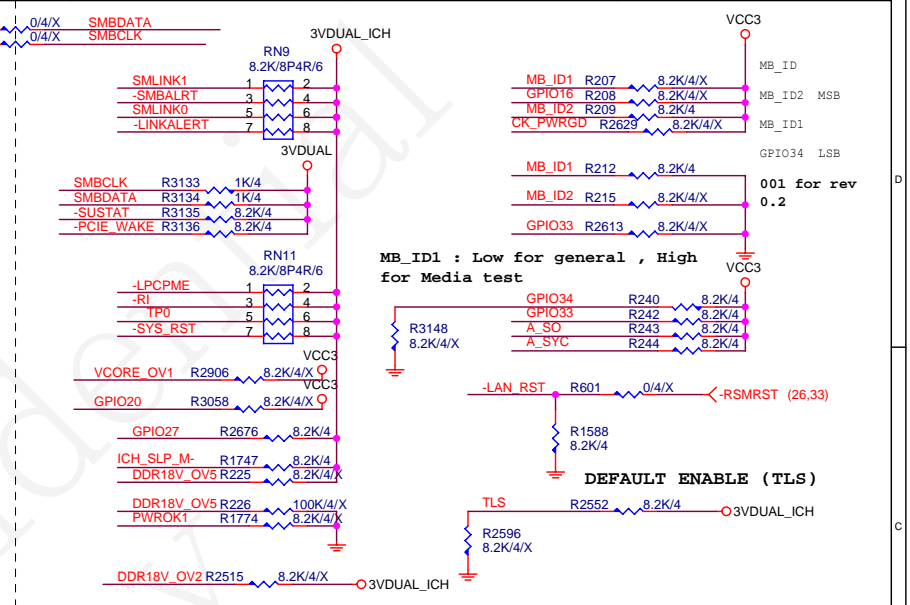 0/4/X SMBDATA
0/4/X SMBCLK
3VDUAL_ICH
RN9
8.2K/8P4R/6
SMLINK1 1 2
-SMBALRT 3 4
SMLINK0 5 6
-LINKALERT 7 8
3VDUAL
SMBCLK R3133 1K/4
SMBDATA R3134 1K/4
-SUSTAT R3135 8.2K/4
-PCIE_WAKE R3136 8.2K/4
RN11
8.2K/8P4R/6
-LPCPME 1 2
-RI 3 4
TP0 5 6
-SYS_RST 7 8
VCC3
VCORE_OV1 R2906 8.2K/4/X
VCC3
GPIO20 R3058 8.2K/4/X
GPIO27 R2676 8.2K/4
ICH_SLP_M- R1747 8.2K/4
DDR18V_OV5 R225 8.2K/4/X
DDR18V_OV5 R226 100K/4/X
PWROK1 R1774 8.2K/4/X
DDR18V_OV2 R2515 8.2K/4/X 3VDUAL_ICH
VCC3
MB_ID1 R207 8.2K/4/X
GPIO16 R208 8.2K/4/X
MB_ID2 R209 8.2K/4
CK_PWRGD R2629 8.2K/4/X
MB_ID
MB_ID2 MSB
MB_ID1
GPIO34 LSB
001 for rev
0.2
MB_ID1 R212 8.2K/4
MB_ID2 R215 8.2K/4/X
GPIO33 R2613 8.2K/4/X
MB_ID1 : Low for general , High
for Media test
VCC3
GPIO34 R240 8.2K/4
GPIO33 R242 8.2K/4
A_SO R243 8.2K/4
A_SYC R244 8.2K/4
R3148
8.2K/4/X
-LAN_RST R601 0/4/X -RSMRST (26,33)
R1588
8.2K/4
DEFAULT ENABLE (TLS)
TLS R2552 8.2K/4 3VDUAL_ICH
R2596
8.2K/4/X
D
C